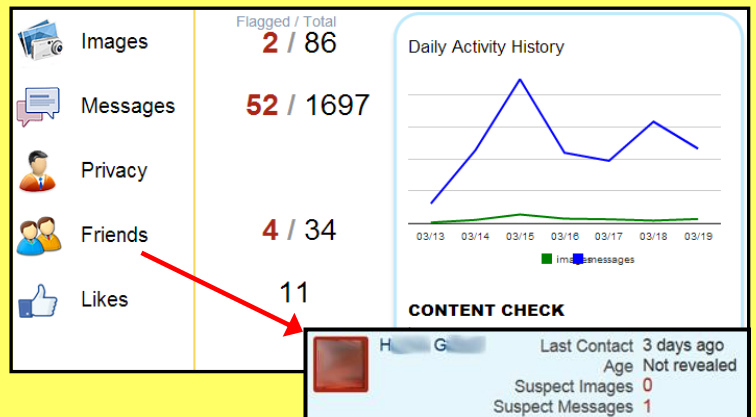 Flagged / Total
Images 2 / 86
Messages 52 / 1697
Privacy
Friends 4 / 34
Likes 11
Daily Activity History
03/13 03/14 03/15 03/16 03/17 03/18 03/19
images messages
CONTENT CHECK
H G
Last Contact 3 days ago
Age Not revealed
Suspect Images 0
Suspect Messages 1